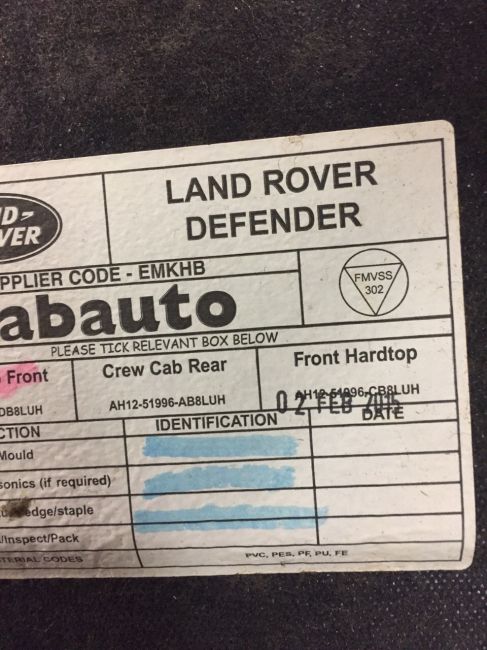 LAND ROVER
DEFENDER
D-
VER
PPLIER CODE - EMKHB
FMVSS
302
abauto
PLEASE TICK RELEVANT BOX BELOW
Front
Crew Cab Rear
Front Hardtop
DB8LUH
AH12-51996-AB8LUH
AH12-51996-CB8LUH
02 FEB 2015
CTION
IDENTIFICATION
DATE
Mould
sonics (if required)
edge/staple
/Inspect/Pack
TERIAL CODES
PVC, PES, PF, PU, FE